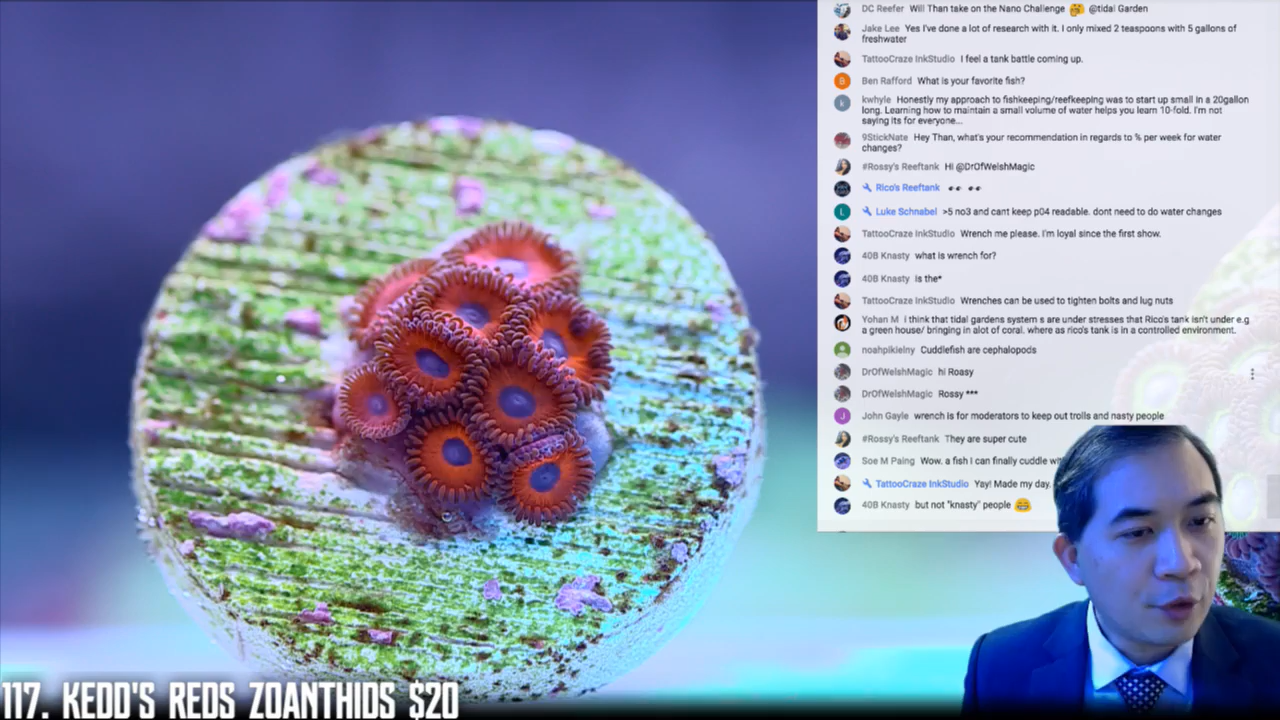 DC Reefer Will Than take on the Nano Challenge @tidal Garden
Jake Lee Yes I've done a lot of research with it. I only mixed 2 teaspoons with 5 gallons of
freshwater
TattooCraze InkStudio I feel a tank battle coming up.
B
Ben Rafford What is your favorite fish?
k
kwhyle Honestly my approach to fishkeeping/reefkeeping was to start up small in a 20gallon
long. Learning how to maintain a small volume of water helps you learn 10-fold. I'm not
saying its for everyone...
9StickNate Hey Than, what's your recommendation in regards to % per week for water
changes?
#Rossy's Reeftank Hi @DrOfWelshMagic
Rico's Reeftank 👀 👀
L
Luke Schnabel >5 no3 and cant keep p04 readable. dont need to do water changes
TattooCraze InkStudio Wrench me please. I'm loyal since the first show.
40B Knasty what is wrench for?
40B Knasty is the*
TattooCraze InkStudio Wrenches can be used to tighten bolts and lug nuts
Yohan M i think that tidal gardens system s are under stresses that Rico's tank isn't under e.g
a green house/ bringing in alot of coral. where as rico's tank is in a controlled environment.
noahpikielny Cuddlefish are cephalopods
DrOfWelshMagic hi Roasy
DrOfWelshMagic Rossy ***
J
John Gayle wrench is for moderators to keep out trolls and nasty people
#Rossy's Reeftank They are super cute
Soe M Paing Wow. a fish I can finally cuddle
TattooCraze InkStudio Yay! Made my day.
40B Knasty but not "knasty" people 😂
117. KEDD'S REDS ZOANTHIDS $20